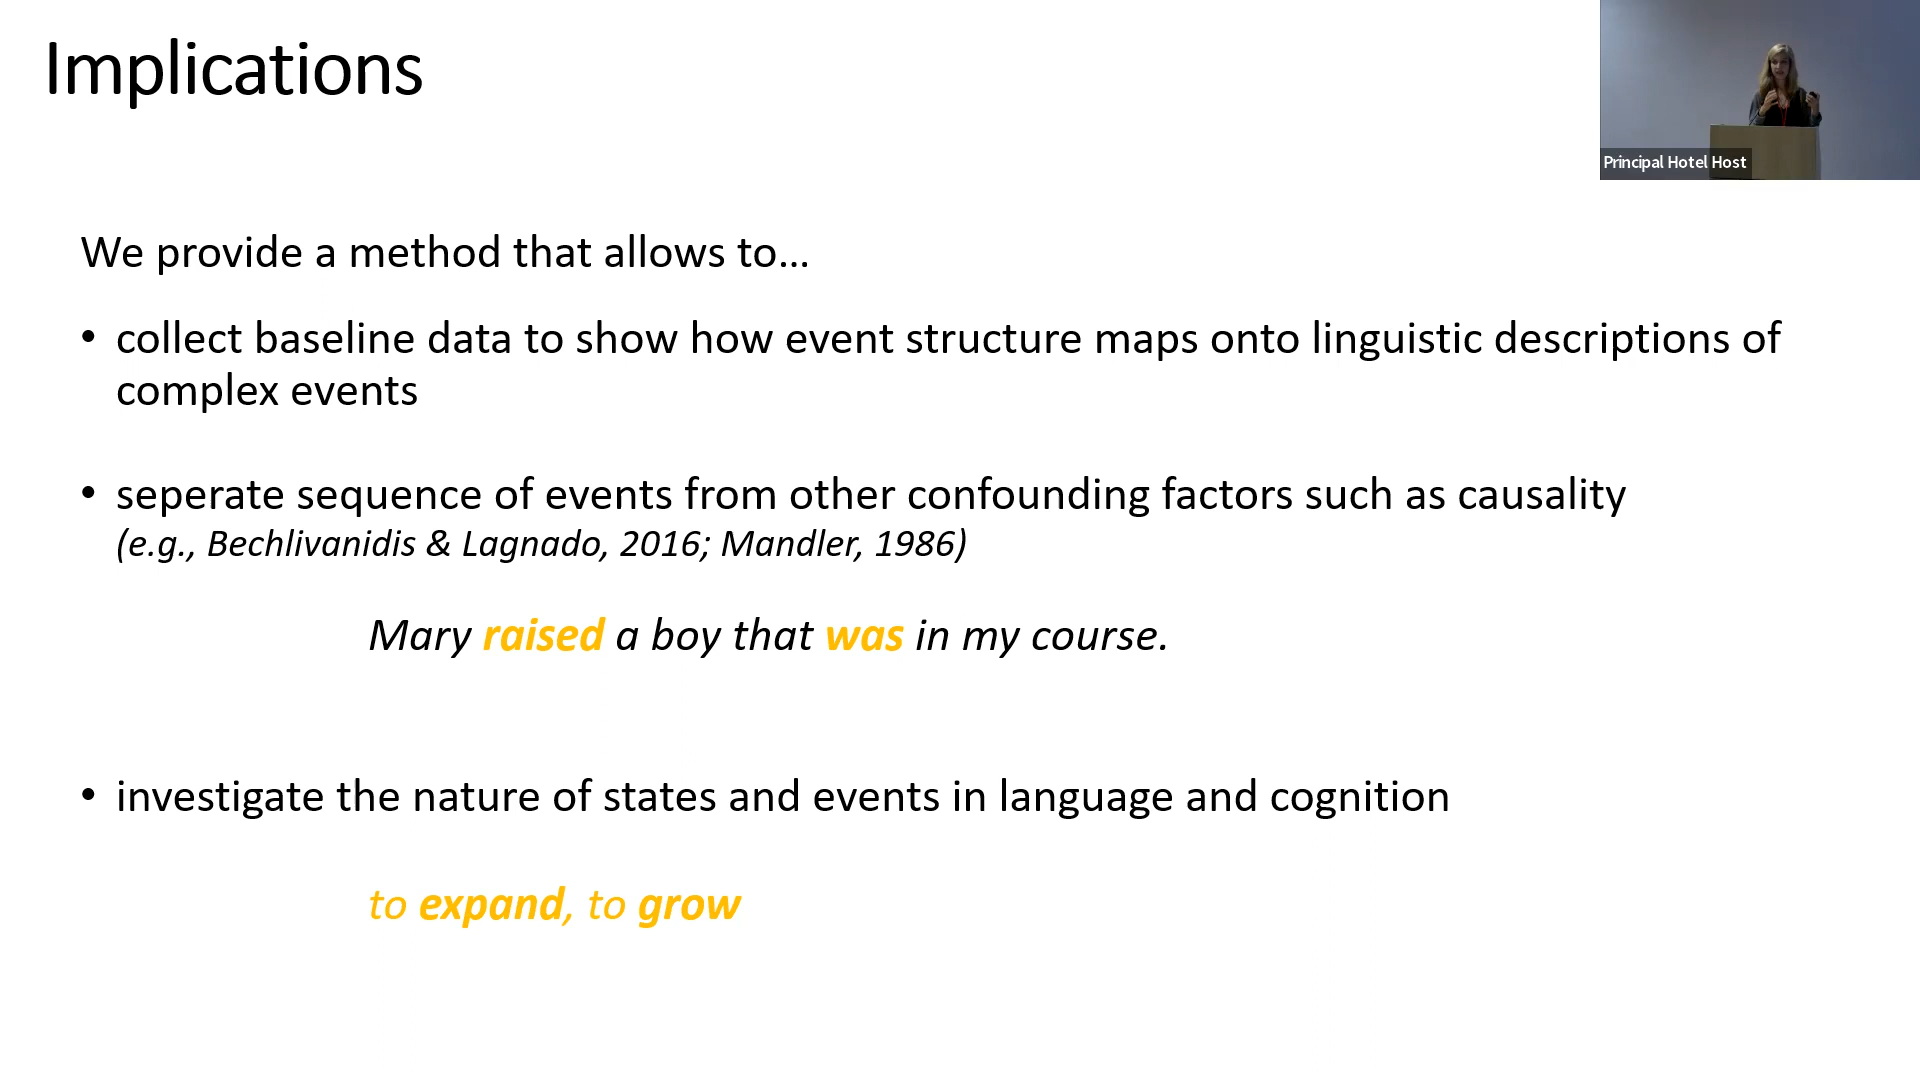 Implications
Principal Hotel Host
We provide a method that allows to...
• collect baseline data to show how event structure maps onto linguistic descriptions of
complex events
• seperate sequence of events from other confounding factors such as causality
(e.g., Bechlivanidis & Lagnado, 2016; Mandler, 1986)
Mary raised a boy that was in my course.
• investigate the nature of states and events in language and cognition
to expand, to grow